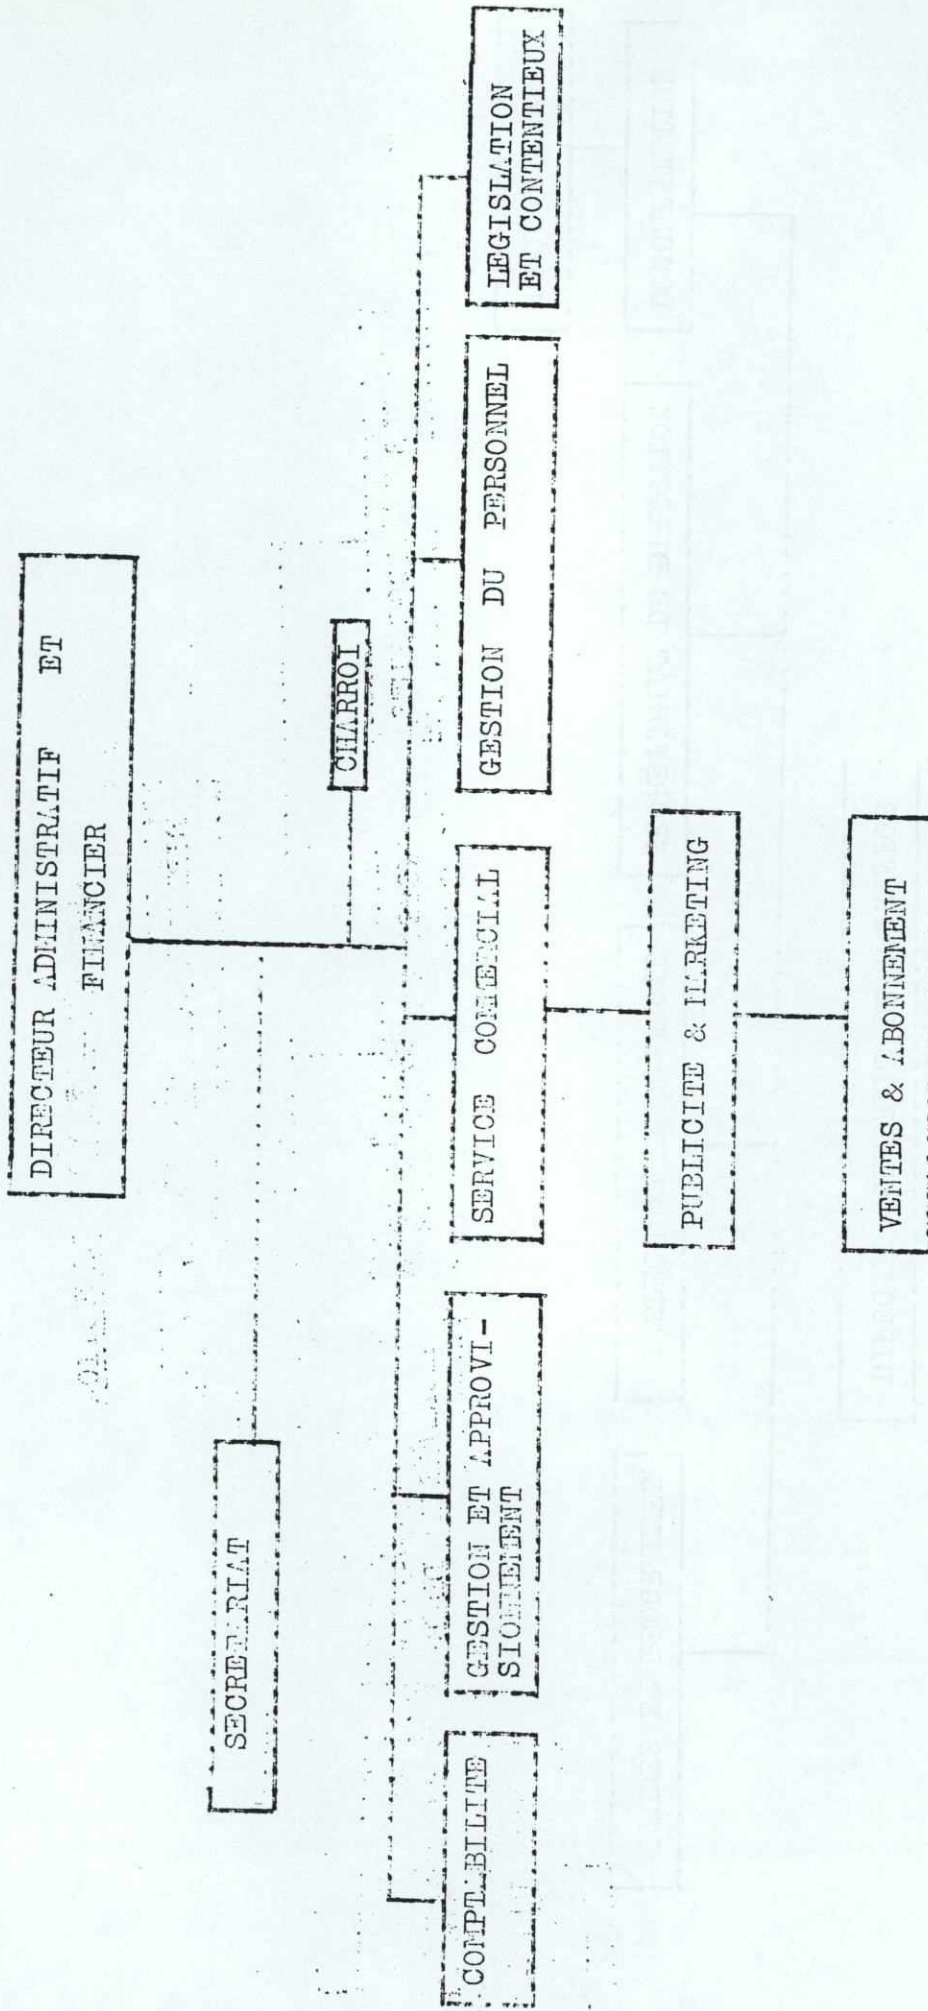 DIRECTEUR ADMINISTRATIF ET
FINANCIER
SECRETARIAT
CHARROI
COMPTABILITE
GESTION ET APPROVI-
SIONNEMENT
SERVICE COMMERCIAL
GESTION DU PERSONNEL
LEGISLATION
ET CONTENTIEUX
PUBLICITE & MARKETING
VENTES & ABONNEMENT